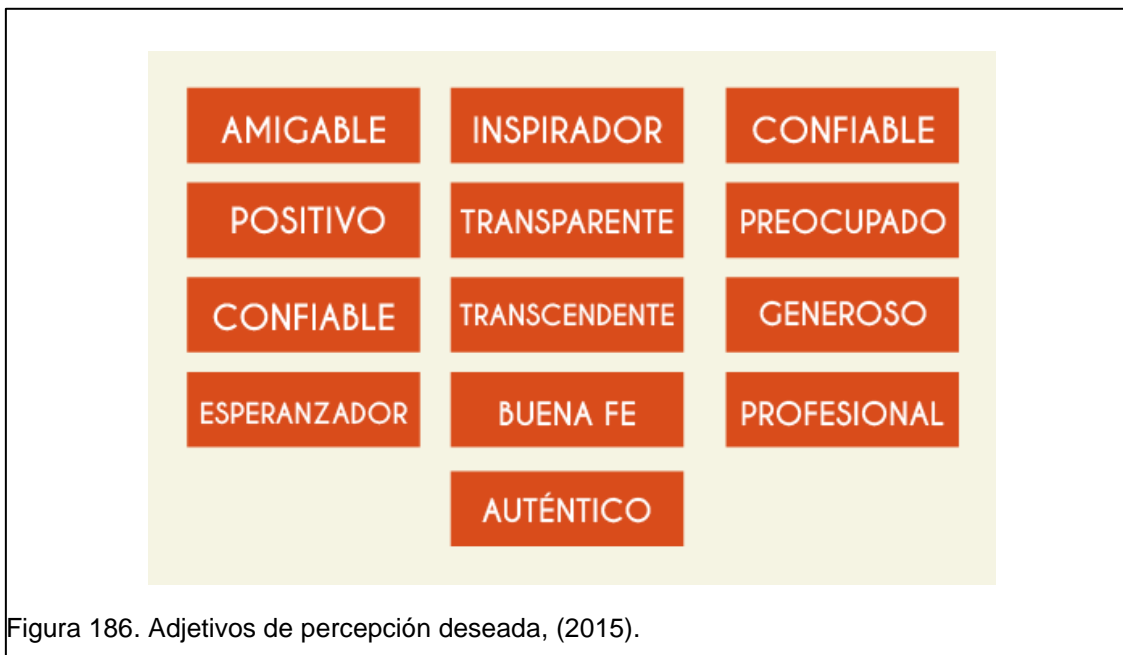 AMIGABLE
INSPIRADOR
CONFIABLE
POSITIVO
TRANSPARENTE
PREOCUPADO
CONFIABLE
TRANSCENDENTE
GENEROSO
ESPERANZADOR
BUENA FE
PROFESIONAL
AUTÉNTICO
Figura 186. Adjetivos de percepción deseada, (2015).